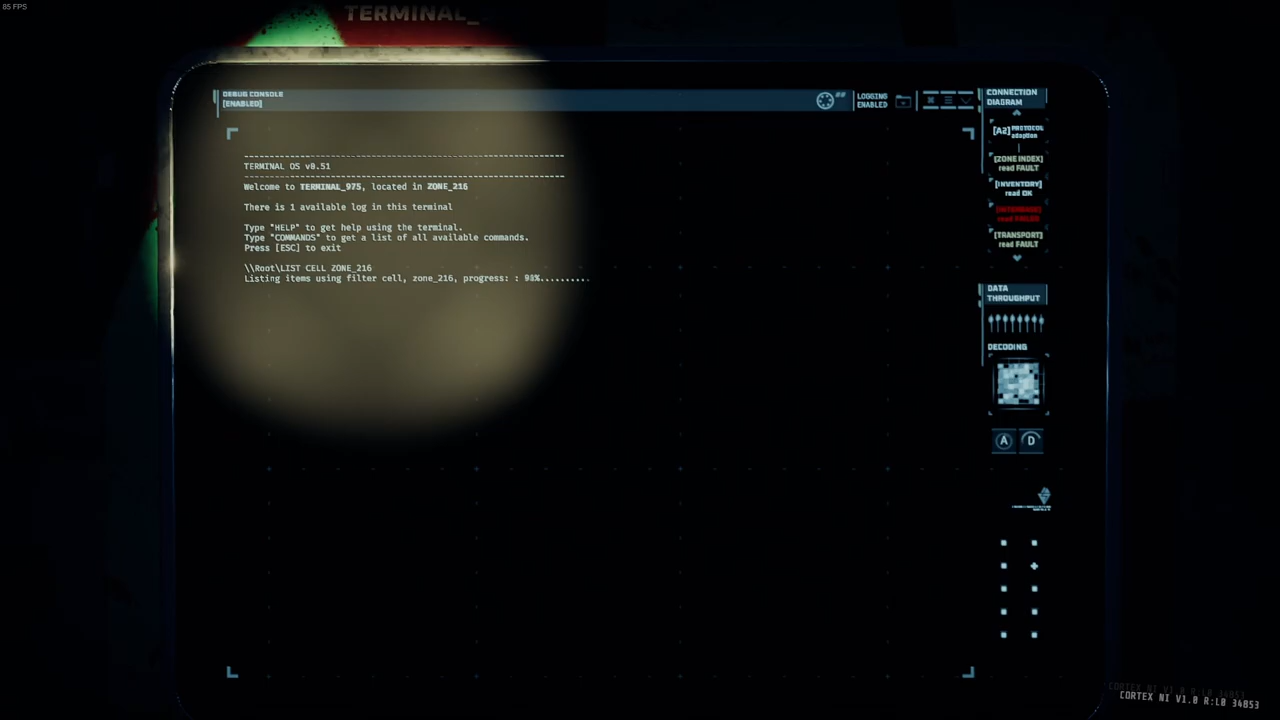 85 FPS
TERMINAL_
DEBUG CONSOLE
[ENABLED]
LOGGING
ENABLED
CONNECTION
DIAGRAM
[A2] PROTOCOL
adaption
[ZONE INDEX]
read FAULT
[INVENTORY]
read OK
read FAILED
[TRANSPORT]
read FAULT
DATA
THROUGHPUT
DECODING
A D
--------------------------------------------------------
TERMINAL OS v0.51
--------------------------------------------------------
Welcome to TERMINAL_975, located in ZONE_216
There is 1 available log in this terminal
Type "HELP" to get help using the terminal.
Type "COMMANDS" to get a list of all available commands.
Press [ESC] to exit
\\Root\LIST CELL ZONE_216
Listing items using filter cell, zone_216, progress: : 98%..........
CORTEX NI V1.0 R:L0 34853